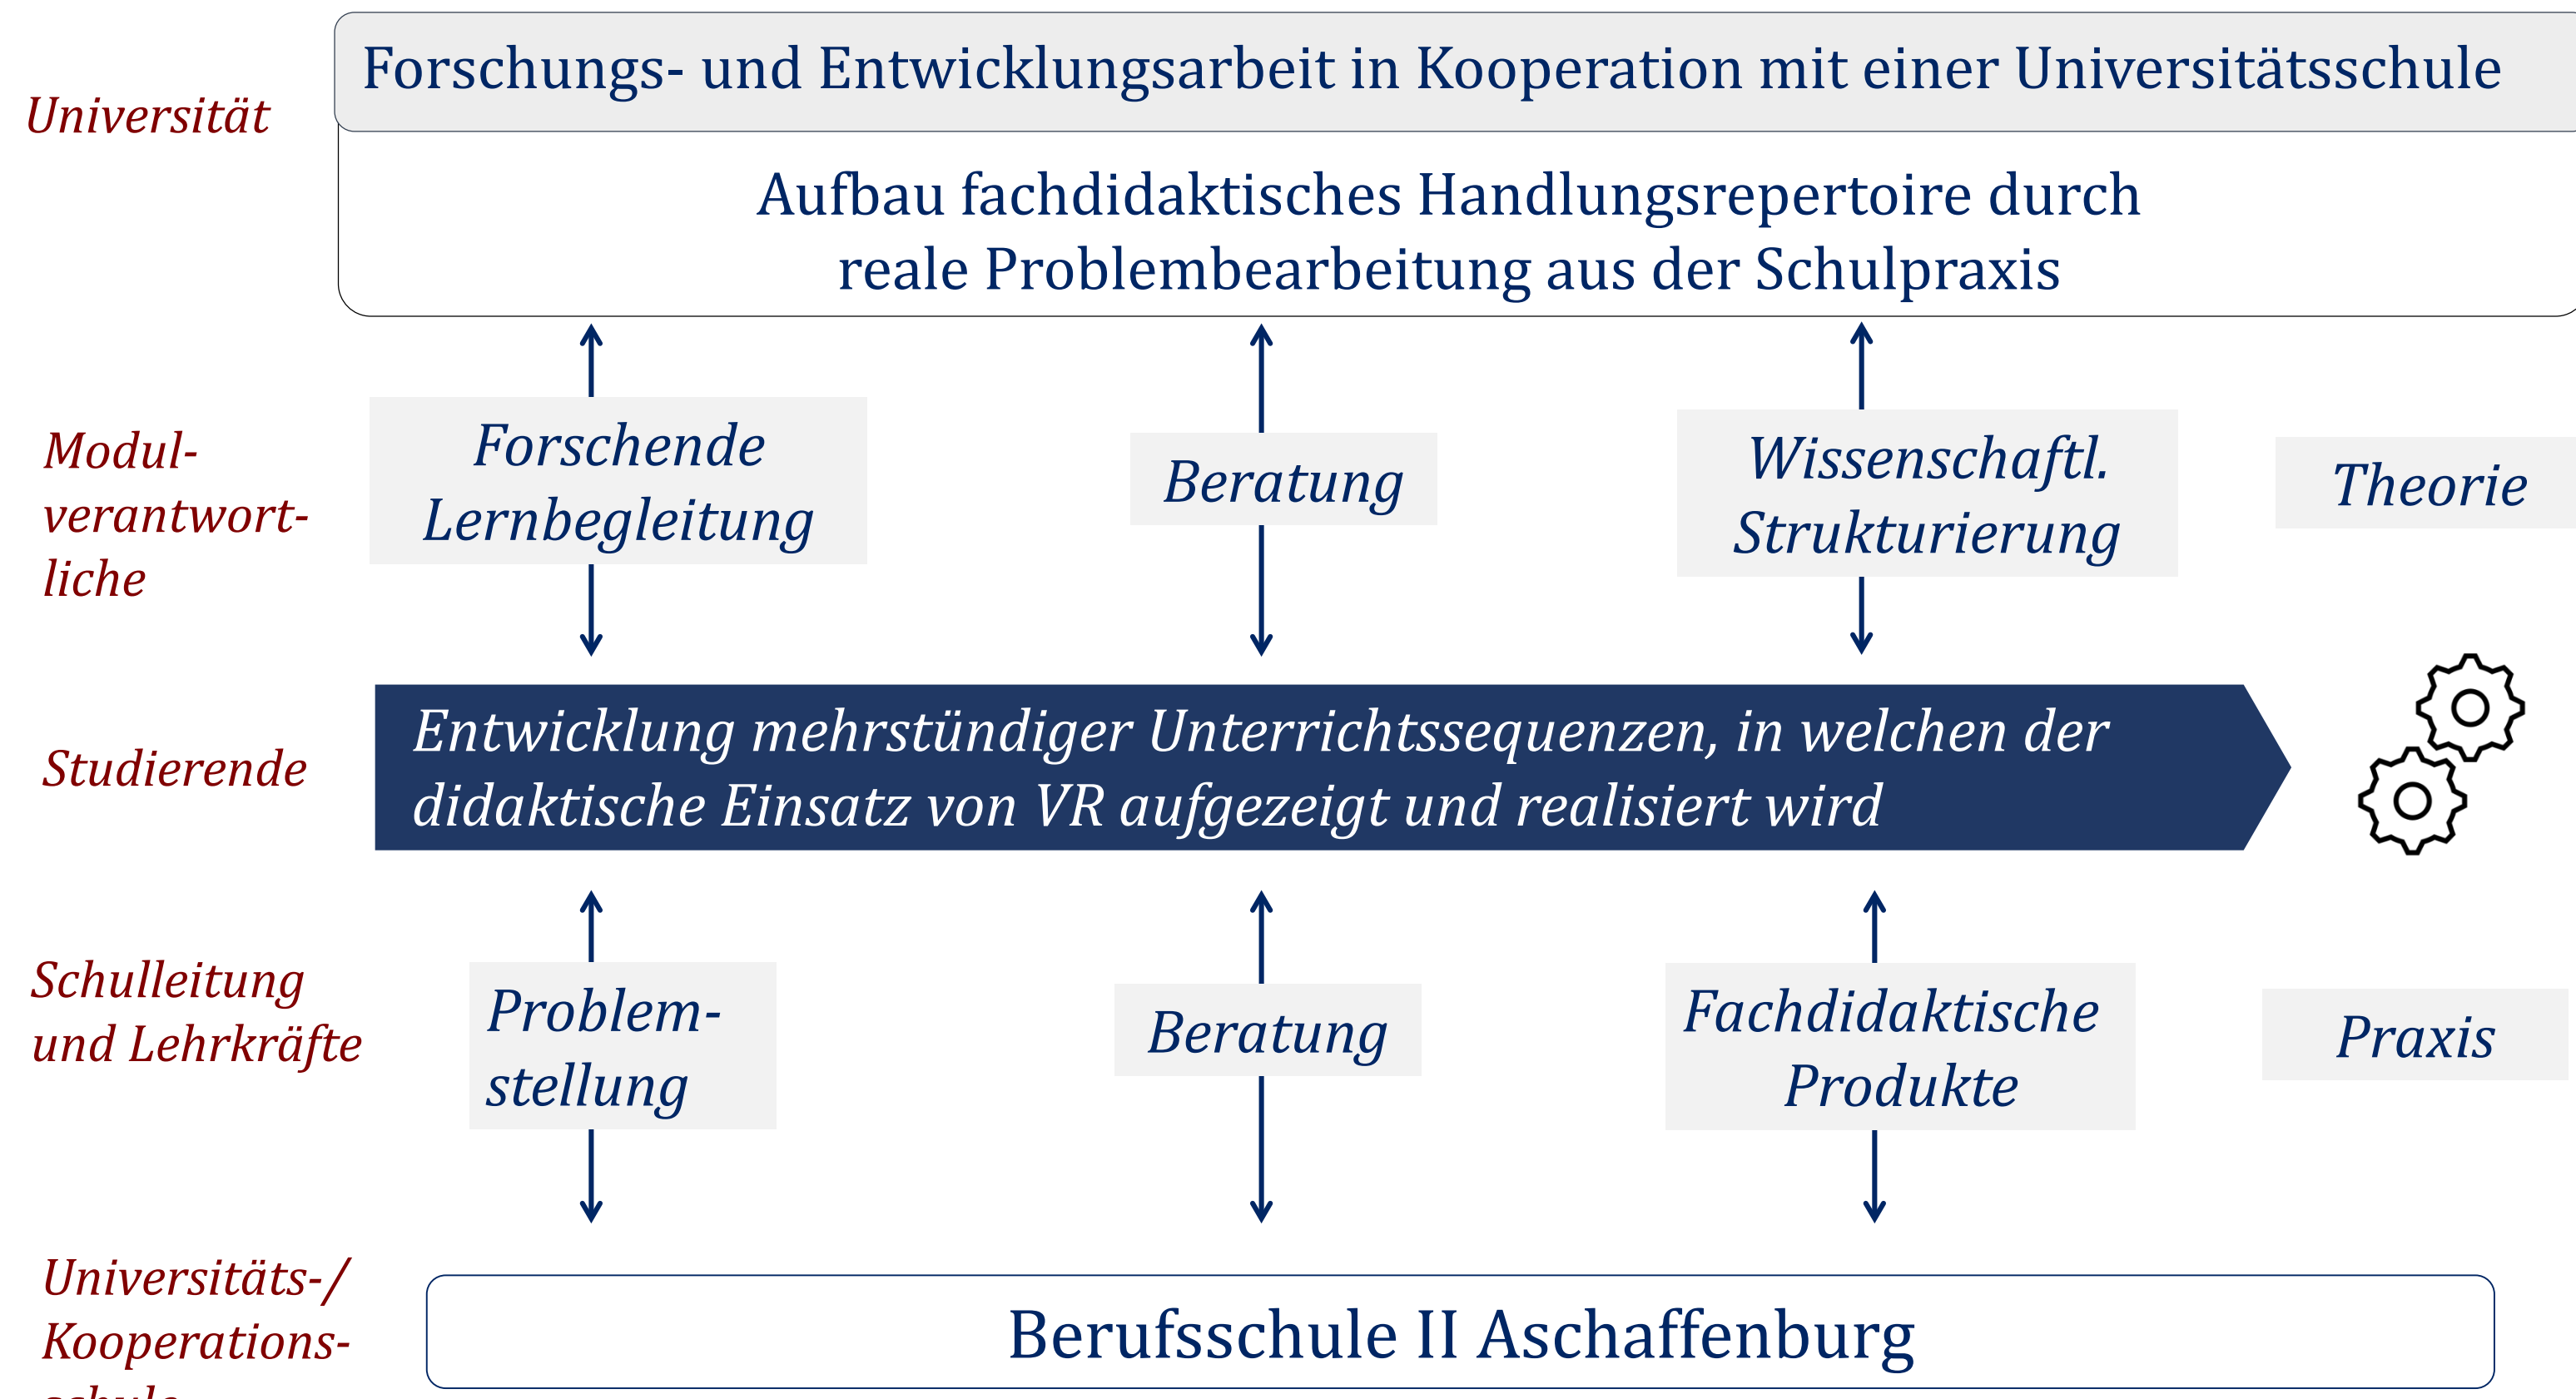 Forschungs- und Entwicklungsarbeit in Kooperation mit einer Universitätsschule
Universität
Aufbau fachdidaktisches Handlungsrepertoire durch
reale Problembearbeitung aus der Schulpraxis
Modul-
verantwort-
liche
Forschende
Lernbegleitung
Beratung
Wissenschaftl.
Strukturierung
Theorie
Studierende
Entwicklung mehrstündiger Unterrichtssequenzen, in welchen der
didaktische Einsatz von VR aufgezeigt und realisiert wird
Schulleitung
und Lehrkräfte
Problem-
stellung
Beratung
Fachdidaktische
Produkte
Praxis
Universitäts-/
Kooperations-
Berufsschule II Aschaffenburg